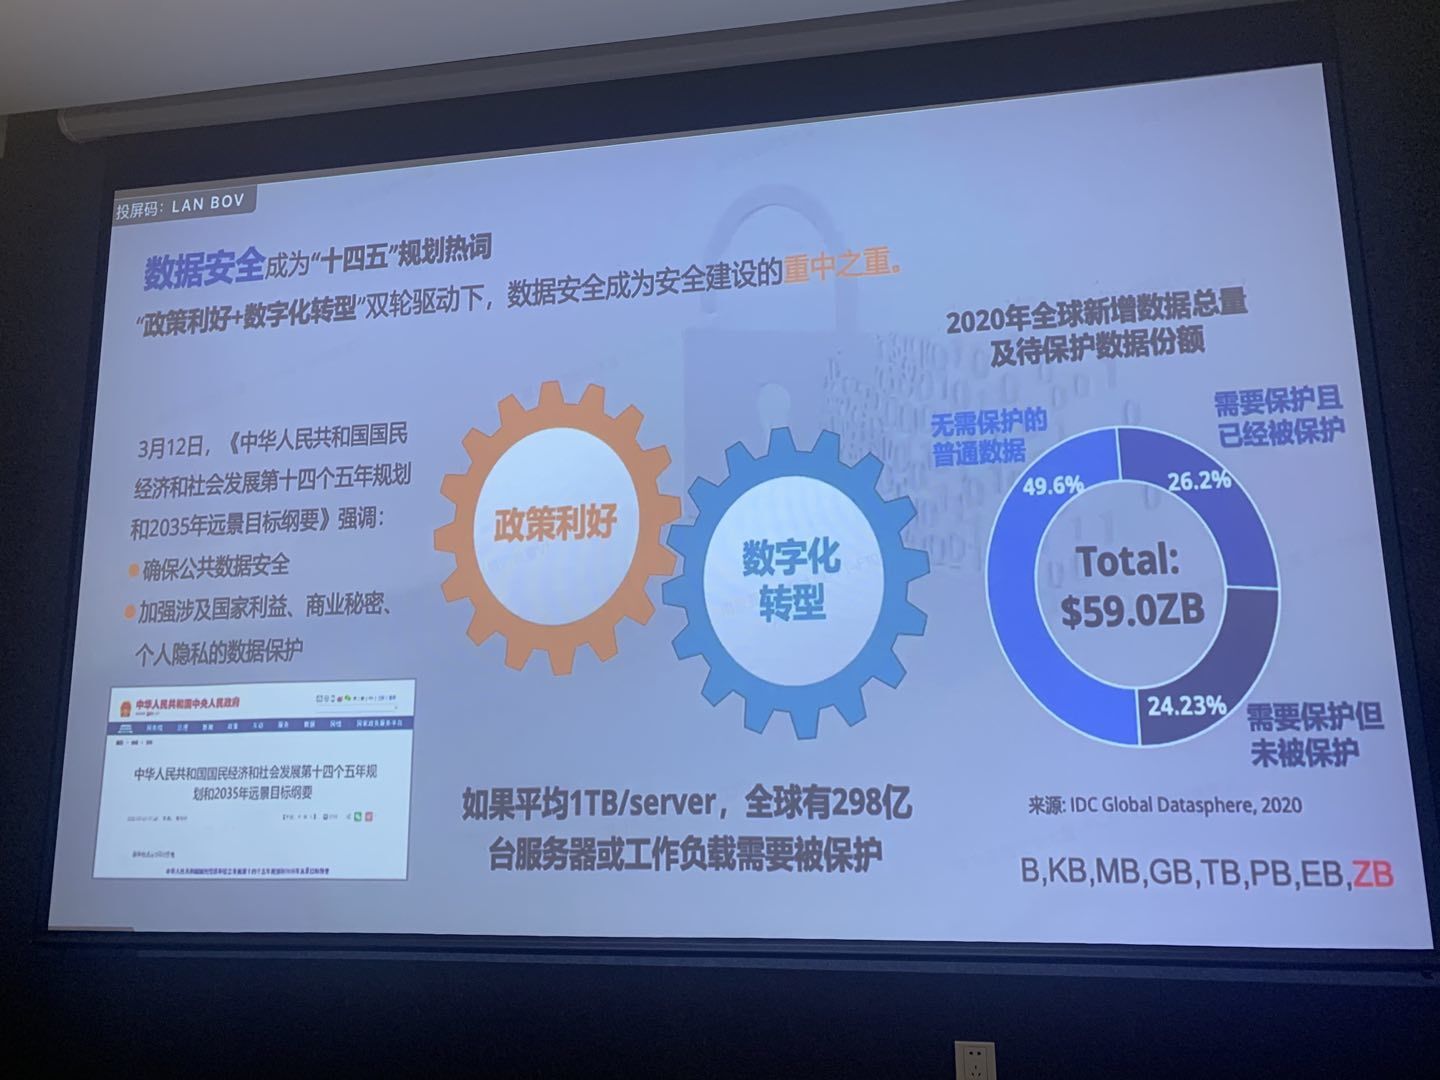 投屏码：LAN BOV
数据安全成为“十四五”规划热词
“政策利好+数字化转型”双轮驱动下，数据安全成为安全建设的重中之重。
3月12日，《中华人民共和国国民
经济和社会发展第十四个五年规划
和2035年远景目标纲要》强调：
确保公共数据安全
加强涉及国家利益、商业秘密、
个人隐私的数据保护
中华人民共和国中央人民政府
中华人民共和国国民经济和社会发展第十四个五年规
划和2035年远景目标纲要
政策利好
数字化
转型
如果平均1TB/server，全球有298亿
台服务器或工作负载需要被保护
2020年全球新增数据总量
及待保护数据份额
无需保护的
普通数据
需要保护且
已经被保护
49.6%
26.2%
Total:
$59.0ZB
24.23%
需要保护但
未被保护
来源: IDC Global Datasphere, 2020
B,KB,MB,GB,TB,PB,EB,ZB